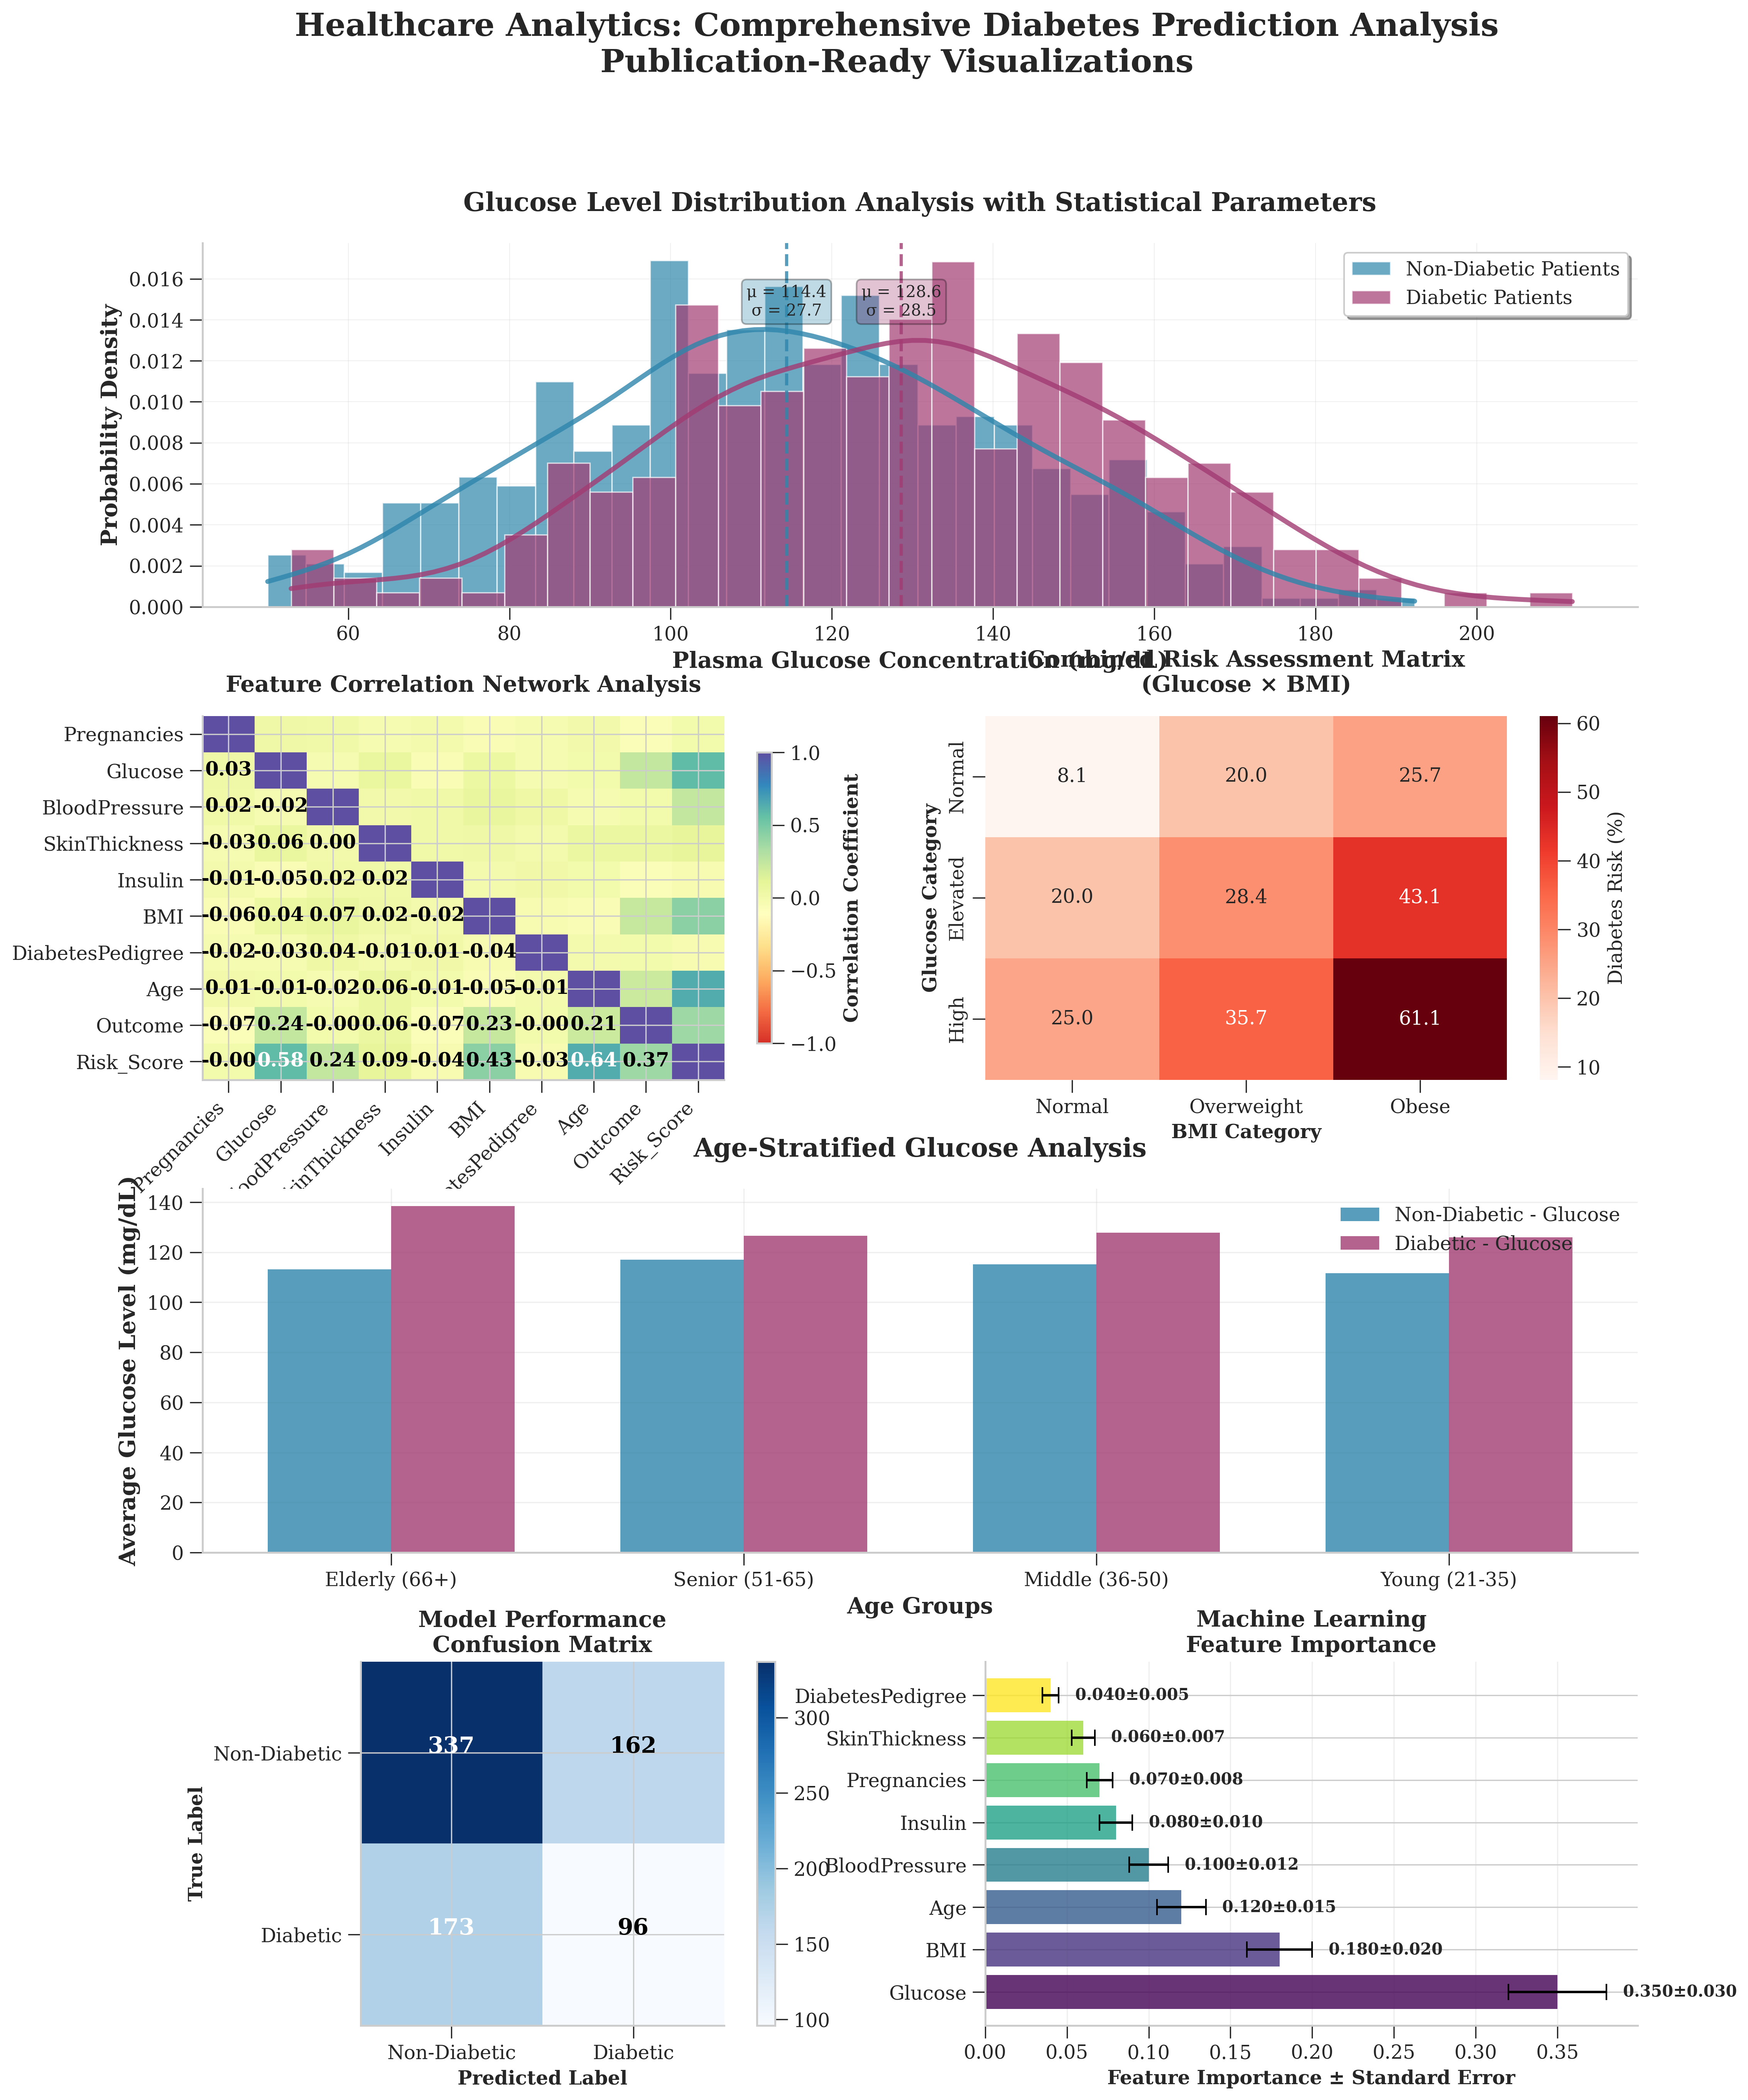 Healthcare Analytics: Comprehensive Diabetes Prediction Analysis
Publication-Ready Visualizations
Glucose Level Distribution Analysis with Statistical Parameters
Probability Density
0.016
0.014
0.012
0.010
0.008
0.006
0.004
0.002
0.000
μ = 114.4
σ = 27.7
μ = 128.6
σ = 28.5
Non-Diabetic Patients
Diabetic Patients
60 80 100 120 140 160 180 200
Plasma Glucose Concentration (mg/dL)
Feature Correlation Network Analysis
Pregnancies
Glucose 0.03
BloodPressure 0.02 -0.02
SkinThickness -0.03 0.06 0.00
Insulin -0.01 -0.05 0.02 0.02
BMI -0.06 0.04 0.07 0.02 -0.02
DiabetesPedigree -0.02 -0.03 0.04 -0.01 0.01 -0.04
Age 0.01 -0.01 -0.02 0.06 -0.01 -0.05 -0.01
Outcome -0.07 0.24 -0.00 0.06 -0.07 0.23 -0.00 0.21
Risk_Score -0.00 0.58 0.24 0.09 -0.04 0.43 -0.03 0.64 0.37
Pregnancies Glucose oodPressure inThickness Insulin BMI etesPedigree Age Outcome Risk_Score
1.0
0.5
0.0
−0.5
−1.0
Correlation Coefficient
Combined Risk Assessment Matrix
(Glucose × BMI)
Glucose Category
Normal 8.1 20.0 25.7
Elevated 20.0 28.4 43.1
High 25.0 35.7 61.1
Normal Overweight Obese
BMI Category
60
50
40
30
20
10
Diabetes Risk (%)
Age-Stratified Glucose Analysis
Average Glucose Level (mg/dL)
140
120
100
80
60
40
20
0
Non-Diabetic - Glucose
Diabetic - Glucose
Elderly (66+) Senior (51-65) Middle (36-50) Young (21-35)
Age Groups
Model Performance
Confusion Matrix
True Label
Non-Diabetic 337 162
Diabetic 173 96
Non-Diabetic Diabetic
Predicted Label
300
250
200
150
100
Machine Learning
Feature Importance
DiabetesPedigree 0.040±0.005
SkinThickness 0.060±0.007
Pregnancies 0.070±0.008
Insulin 0.080±0.010
BloodPressure 0.100±0.012
Age 0.120±0.015
BMI 0.180±0.020
Glucose 0.350±0.030
0.00 0.05 0.10 0.15 0.20 0.25 0.30 0.35
Feature Importance ± Standard Error